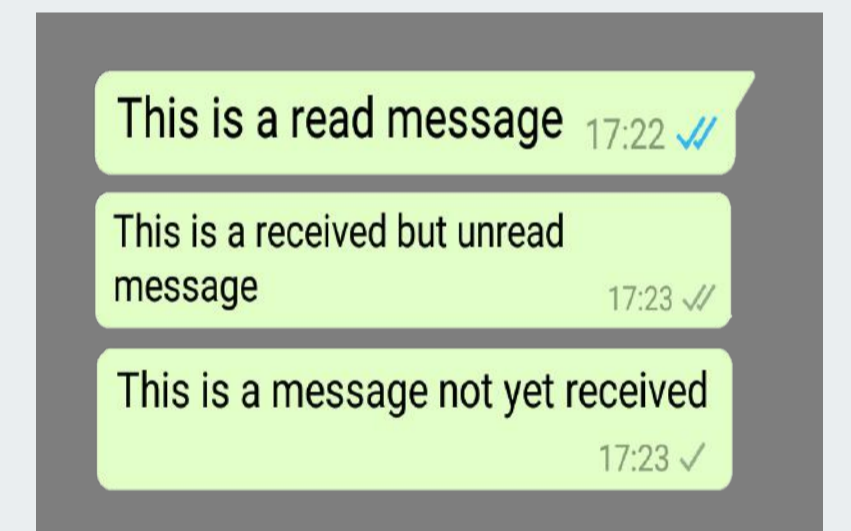 This is a read message 17:22
This is a received but unread
message 17:23
This is a message not yet received
17:23